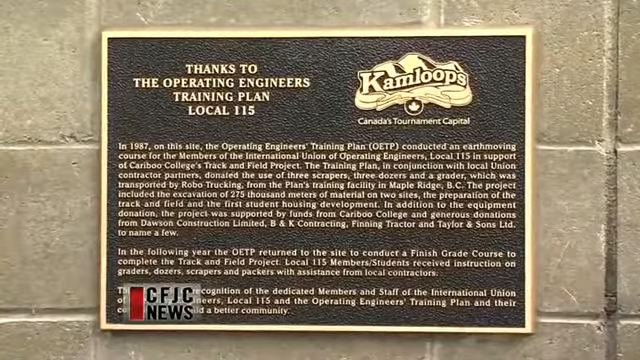 THANKS TO
THE OPERATING ENGINEERS
TRAINING PLAN
LOCAL 115
Kamloops
Canada's Tournament Capital
In 1987, on this site, the Operating Engineers' Training Plan (OETP) conducted an earthmoving
course for the Members of the International Union of Operating Engineers, Local 115 in support
of Cariboo College's Track and Field Project. The Training Plan, in conjunction with local Union
contractor partners, donated the use of three scrapers, three dozers and a grader, which was
transported by Robo Trucking, from the Plan's training facility in Maple Ridge, B.C. The project
included the excavation of 275 thousand meters of material on two sites, the preparation of the
track and field and the first student housing development. In addition to the equipment
donation, the project was supported by funds from Cariboo College and generous donations
from Dawson Construction Limited, B & K Contracting, Finning Tractor and Taylor & Sons Ltd.
to name a few.
In the following year the OETP returned to the site to conduct a Finish Grade Course to
complete the Track and Field Project. Local 115 Members/Students received instruction on
graders, dozers, scrapers and packers with assistance from local contractors.
recognition of the dedicated Members and Staff of the International Union
Local 115 and the Operating Engineers' Training Plan and their
a better community.
CFJC
NEWS